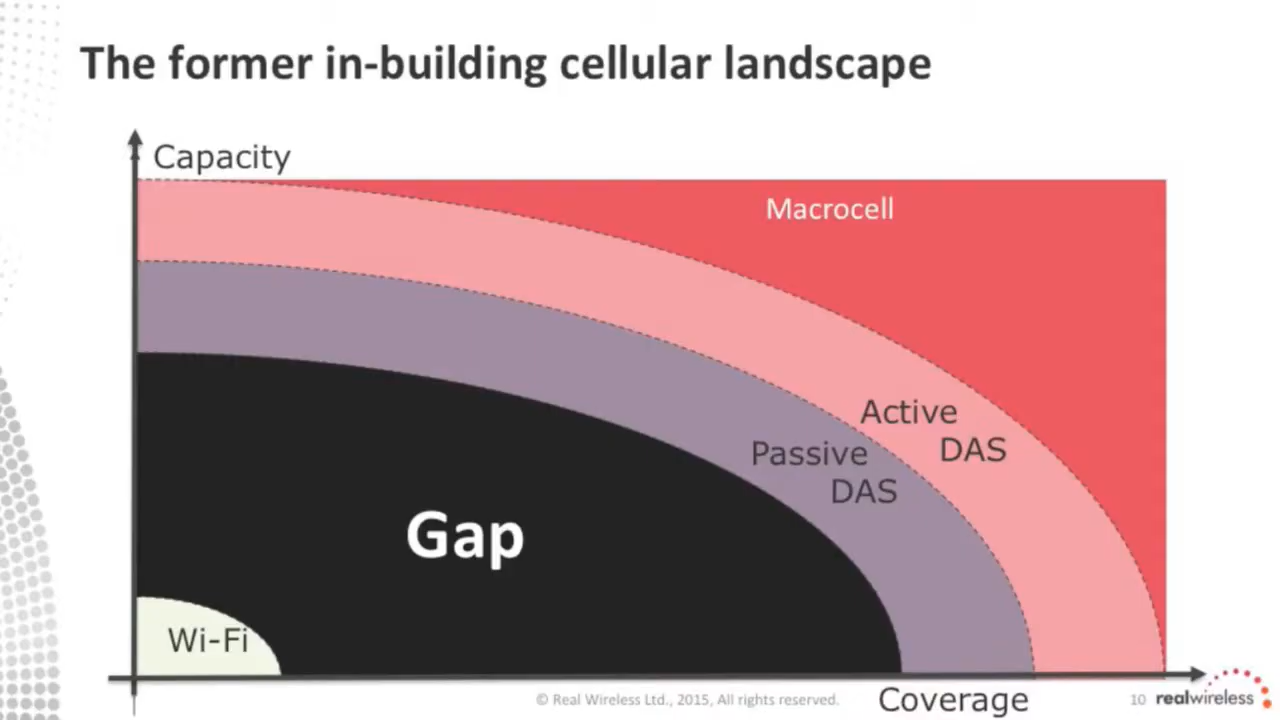 The former in-building cellular landscape
Capacity
Macrocell
Active
DAS
Passive
DAS
Gap
Wi-Fi
© Real Wireless Ltd., 2015, All rights reserved.
Coverage
10
realwireless